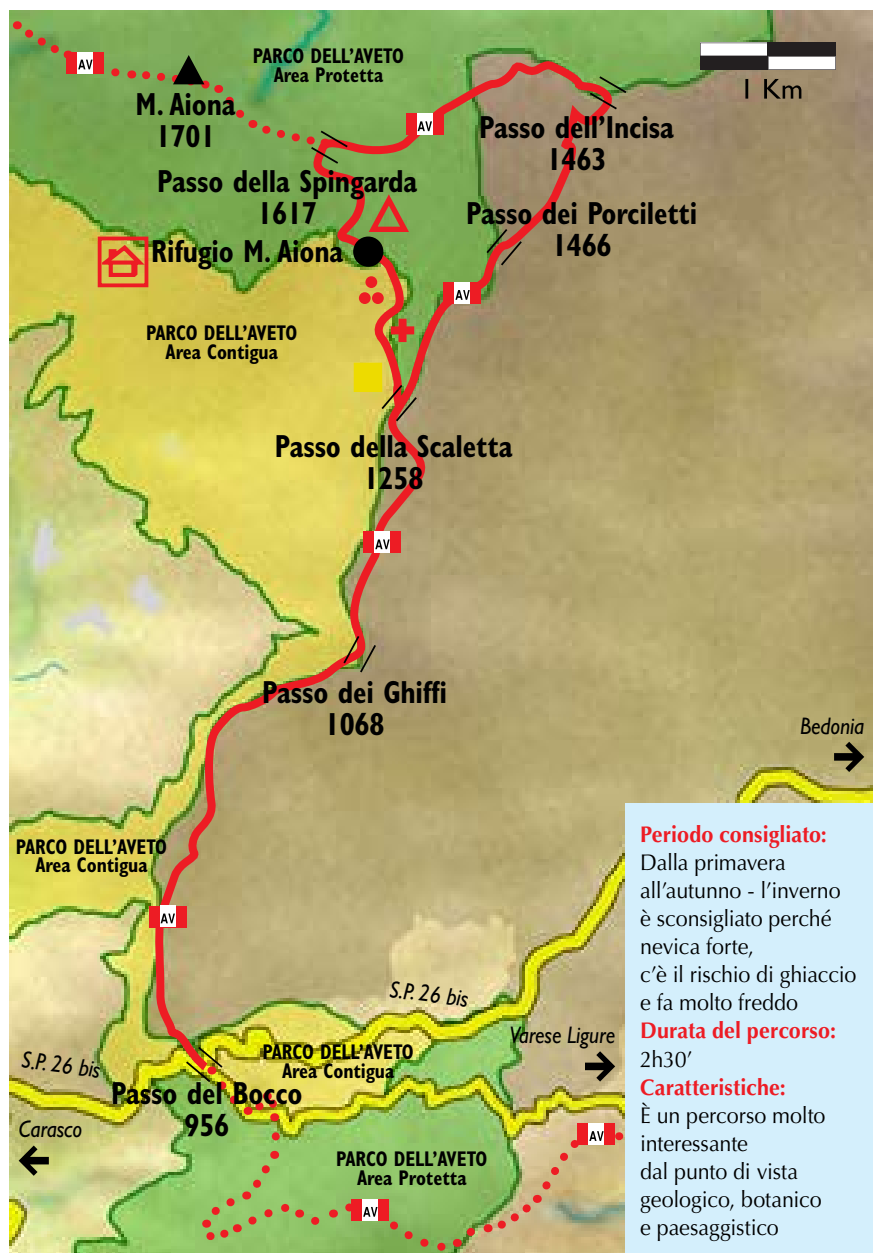 PARCO DELL'AVETO
Area Protetta
AV
M. Aiona
1701
1 Km
AV
Passo dell'Incisa
1463
Passo della Spingarda
1617
Passo dei Porciletti
1466
Rifugio M. Aiona
AV
PARCO DELL'AVETO
Area Contigua
Passo della Scaletta
1258
AV
Passo dei Ghiffi
1068
Bedonia
PARCO DELL'AVETO
Area Contigua
AV
S.P. 26 bis
Varese Ligure
PARCO DELL'AVETO
Area Contigua
S.P. 26 bis
Passo del Bocco
956
Carasco
AV
PARCO DELL'AVETO
Area Protetta
AV
Periodo consigliato:
Dalla primavera
all'autunno - l'inverno
è sconsigliato perché
nevica forte,
c'è il rischio di ghiaccio
e fa molto freddo
Durata del percorso:
2h30'
Caratteristiche:
È un percorso molto
interessante
dal punto di vista
geologico, botanico
e paesaggistico